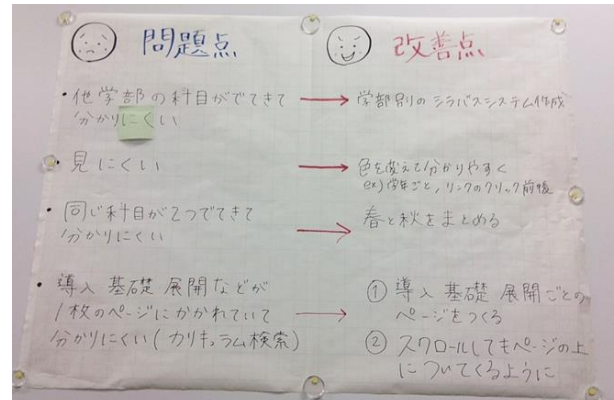 問題点
改善点
・他学部の科目がでてきて
分かりにくい
学部別のシラバスシステム作成
・見にくい
色を変えて分かりやすく
ex)学年ごと,リンクのクリック前後
・同じ科目が2つでてきて
分かりにくい
春と秋をまとめる
・導入 基礎 展開などが
1枚のページにかかれていて
分かりにくい(カリキュラム検索)
① 導入 基礎 展開ごとの
ページをつくる
② スクロールしてもページの上
についてくるように